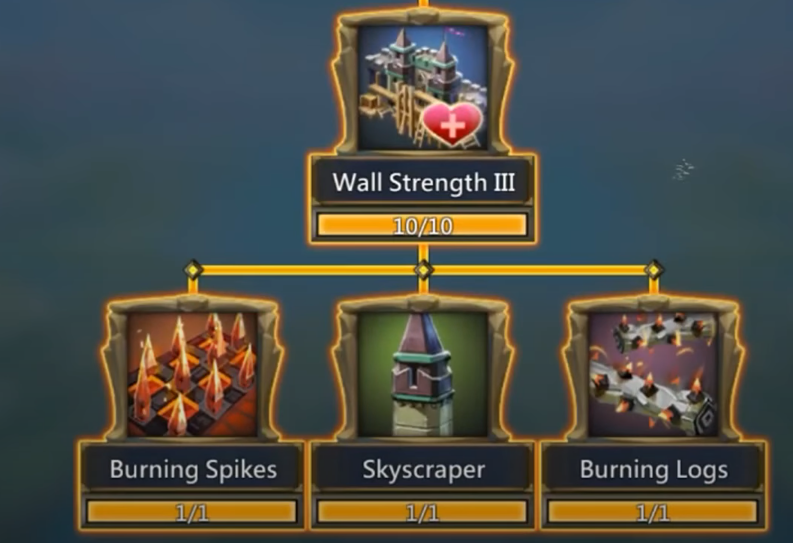 Wall Strength III
10/10
Burning Spikes
Skyscraper
Burning Logs
1/1
1/1
1/1